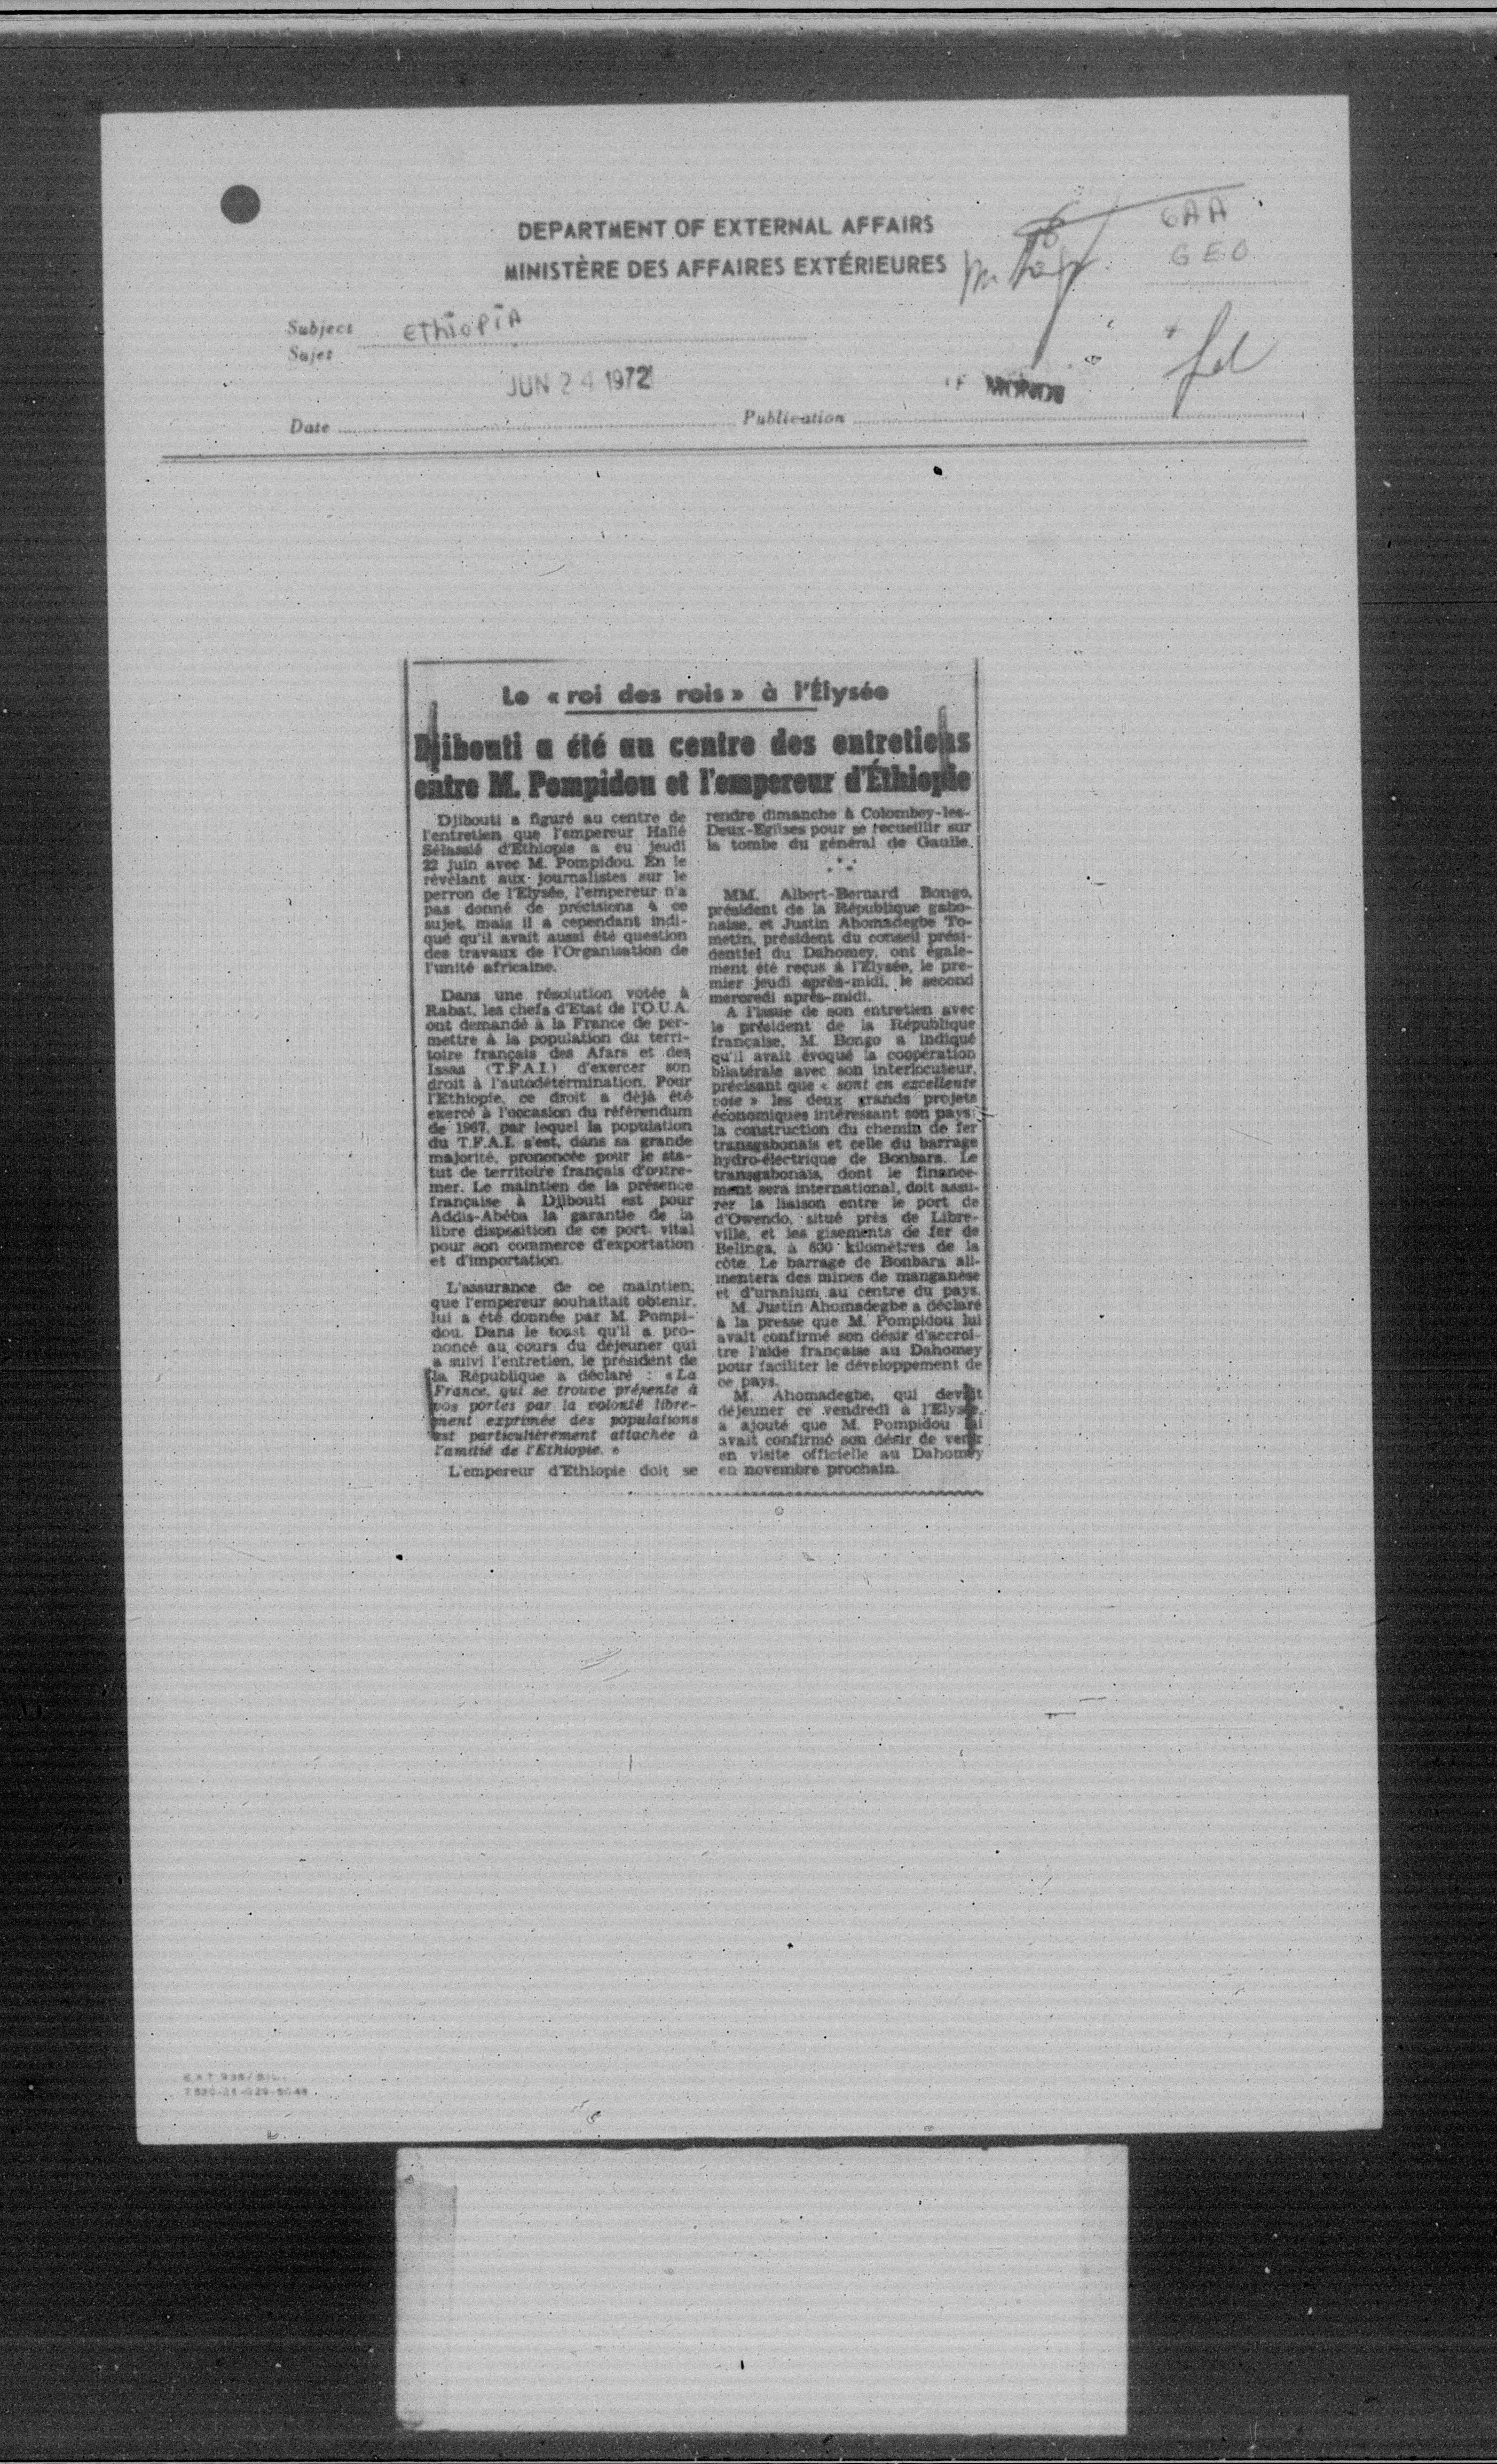 DEPARTMENT OF EXTERNAL AFFAIRS
MINISTÈRE DES AFFAIRES EXTÉRIEURES
GAA
GEO
Subject
Sujet
EThiopiA
JUN 24 1972
MONDE
Date
Publication
Le « roi des rois » à l'Élysée
Djibouti a été au centre des entretiens
entre M. Pompidou et l'empereur d'Éthiopie
Djibouti a figuré au centre de
l'entretien que l'empereur Haïlé
Sélassié d'Ethiopie a eu jeudi
22 juin avec M. Pompidou. En le
révélant aux journalistes sur le
perron de l'Elysée, l'empereur n'a
pas donné de précisions à ce
sujet, mais il a cependant indi-
qué qu'il avait aussi été question
des travaux de l'Organisation de
l'unité africaine.
Dans une résolution votée à
Rabat, les chefs d'Etat de l'O.U.A.
ont demandé à la France de per-
mettre à la population du terri-
toire français des Afars et des
Issas (T.F.A.I.) d'exercer son
droit à l'autodétermination. Pour
l'Ethiopie, ce droit a déjà été
exercé à l'occasion du référendum
de 1967, par lequel la population
du T.F.A.I. s'est, dans sa grande
majorité, prononcée pour le sta-
tut de territoire français d'outre-
mer. Le maintien de la présence
française à Djibouti est pour
Addis-Abéba la garantie de la
libre disposition de ce port vital
pour son commerce d'exportation
et d'importation.
L'assurance de ce maintien,
que l'empereur souhaitait obtenir,
lui a été donnée par M. Pompi-
dou. Dans le toast qu'il a pro-
noncé au cours du déjeuner qui
a suivi l'entretien, le président de
la République a déclaré : « La
France, qui se trouve présente à
vos portes par la volonté libre-
ment exprimée des populations
est particulièrement attachée à
l'amitié de l'Ethiopie. »
L'empereur d'Ethiopie doit se
rendre dimanche à Colombey-les-
Deux-Eglises pour se recueillir sur
la tombe du général de Gaulle.
MM. Albert-Bernard Bongo,
président de la République gabo-
naise, et Justin Ahomadegbe To-
metin, président du conseil prési-
dentiel du Dahomey, ont égale-
ment été reçus à l'Elysée, le pre-
mier jeudi après-midi, le second
mercredi après-midi.
A l'issue de son entretien avec
le président de la République
française, M. Bongo a indiqué
qu'il avait évoqué la coopération
bilatérale avec son interlocuteur,
précisant que « sont en excellente
voie » les deux grands projets
économiques intéressant son pays:
la construction du chemin de fer
transgabonais et celle du barrage
hydro-électrique de Bonbara. Le
transgabonais, dont le finance-
ment sera international, doit assu-
rer la liaison entre le port de
d'Owendo, situé près de Libre-
ville, et les gisements de fer de
Belinga, à 600 kilomètres de la
côte. Le barrage de Bonbara ali-
mentera des mines de manganèse
et d'uranium au centre du pays.
M. Justin Ahomadegbe a déclaré
à la presse que M. Pompidou lui
avait confirmé son désir d'accroî-
tre l'aide française au Dahomey
pour faciliter le développement de
ce pays.
M. Ahomadegbe, qui devait
déjeuner ce vendredi à l'Elysée,
a ajouté que M. Pompidou lui
avait confirmé son désir de venir
en visite officielle au Dahomey
en novembre prochain.